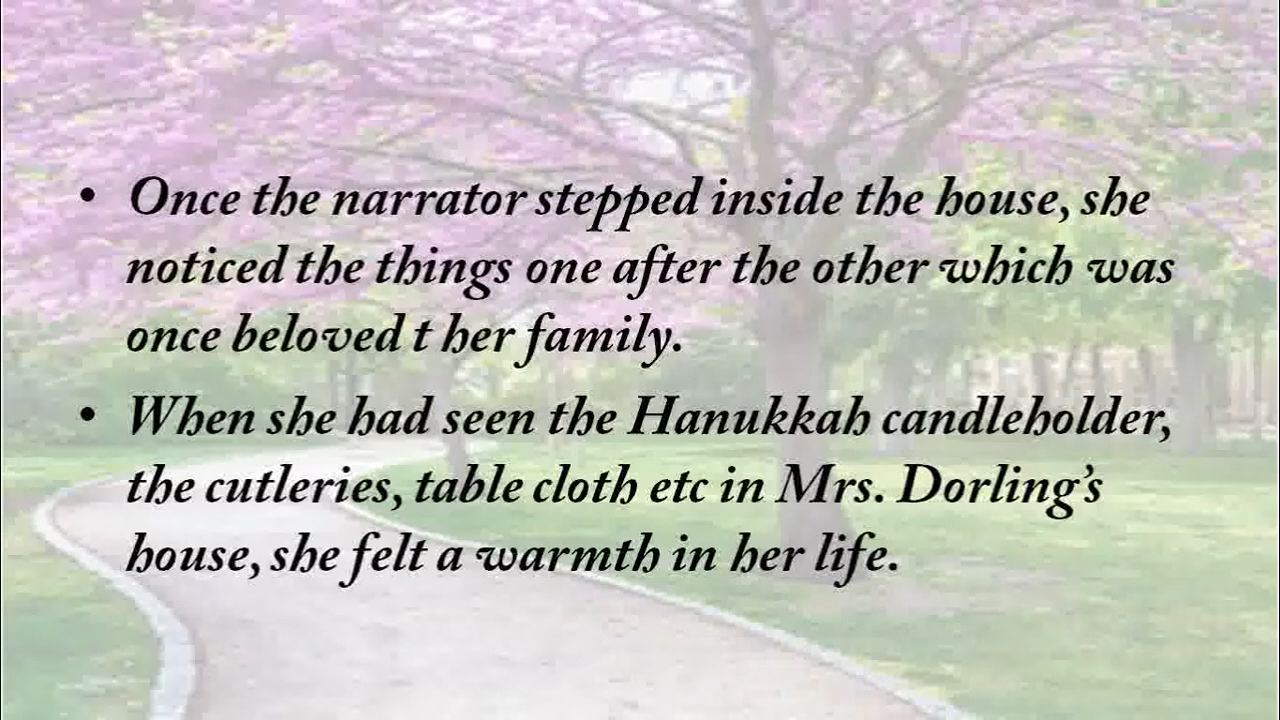 • Once the narrator stepped inside the house, she
noticed the things one after the other which was
once beloved t her family.
• When she had seen the Hanukkah candleholder,
the cutleries, table cloth etc in Mrs. Dorling's
house, she felt a warmth in her life.